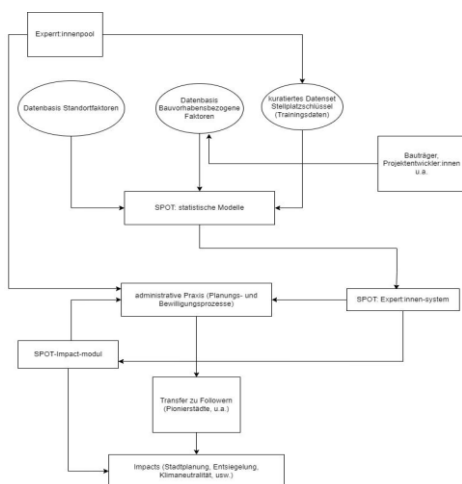 Experrt:innenpool
Datenbasis Standortfaktoren
Datenbasis
Bauvorhabensbezogene
Faktoren
kuratiertes Datenset
Stellplatzschlüssel
(Trainingsdaten)
Bauträger,
Projektentwickler:innen
u.a.
SPOT: statistische Modelle
administrative Praxis (Planungs- und
Bewilligungsprozesse)
SPOT: Expert:innen-system
SPOT-Impact-modul
Transfer zu Followern
(Pionierstädte, u.a.)
Impacts (Stadtplanung, Entsiegelung,
Klimaneutralität, usw.)